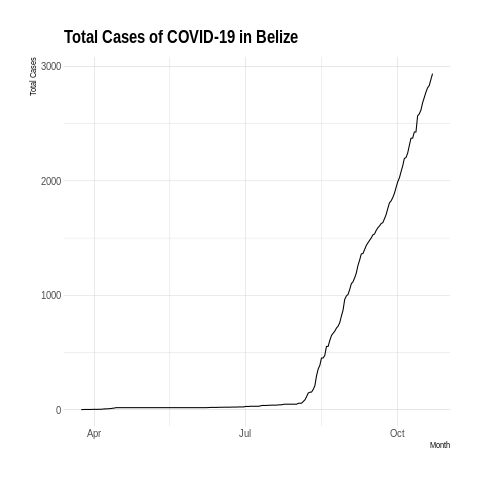 Total Cases of COVID-19 in Belize
Total Cases
3000
2000
1000
0
Apr
Jul
Oct
Month